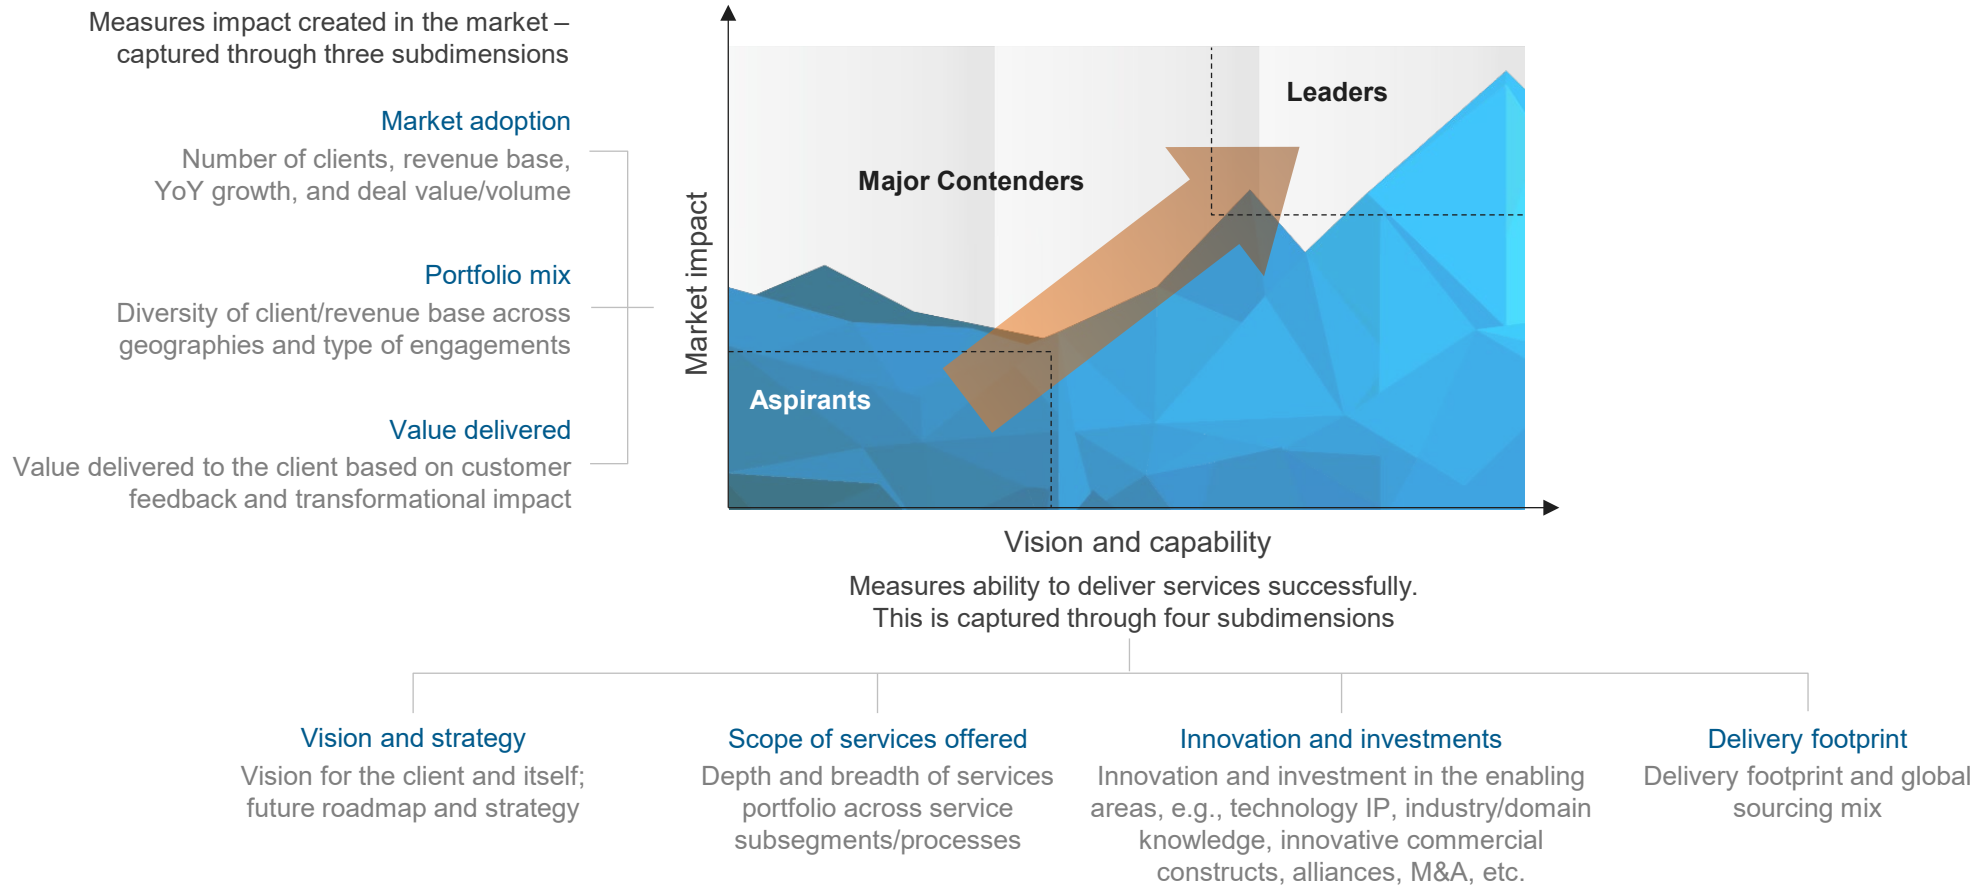 Measures impact created in the market –
captured through three subdimensions
Market adoption
Number of clients, revenue base,
YoY growth, and deal value/volume
Portfolio mix
Diversity of client/revenue base across
geographies and type of engagements
Value delivered
Value delivered to the client based on customer
feedback and transformational impact
Market impact
Leaders
Major Contenders
Aspirants
Vision and capability
Measures ability to deliver services successfully.
This is captured through four subdimensions
Vision and strategy
Vision for the client and itself;
future roadmap and strategy
Scope of services offered
Depth and breadth of services
portfolio across service
subsegments/processes
Innovation and investments
Innovation and investment in the enabling
areas, e.g., technology IP, industry/domain
knowledge, innovative commercial
constructs, alliances, M&A, etc.
Delivery footprint
Delivery footprint and global
sourcing mix